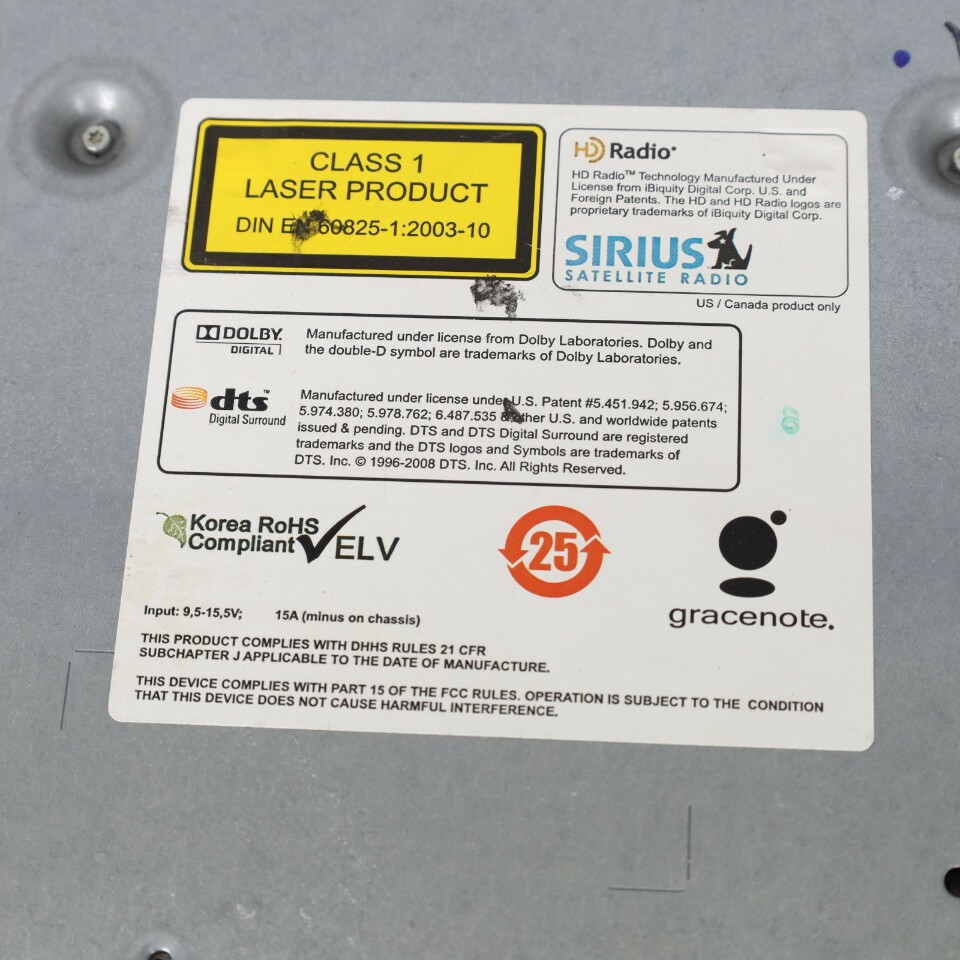 CLASS 1
LASER PRODUCT
DIN EN 60825-1:2003-10
HD Radio
HD Radio™ Technology Manufactured Under
License from iBiquity Digital Corp. U.S. and
Foreign Patents. The HD and HD Radio logos are
proprietary trademarks of iBiquity Digital Corp.
SIRIUS
SATELLITE RADIO
US / Canada product only
DOLBY.
DIGITAL
Manufactured under license from Dolby Laboratories. Dolby and
the double-D symbol are trademarks of Dolby Laboratories.
dts™
Digital Surround
Manufactured under license under U.S. Patent #5.451.942; 5.956.674;
5.974.380; 5.978.762; 6.487.535 & other U.S. and worldwide patents
issued & pending. DTS and DTS Digital Surround are registered
trademarks and the DTS logos and Symbols are trademarks of
DTS. Inc. © 1996-2008 DTS. Inc. All Rights Reserved.
Korea RoHS
Compliant
ELV
25
gracenote.
Input: 9,5-15,5V; 15A (minus on chassis)
THIS PRODUCT COMPLIES WITH DHHS RULES 21 CFR
SUBCHAPTER J APPLICABLE TO THE DATE OF MANUFACTURE.
THIS DEVICE COMPLIES WITH PART 15 OF THE FCC RULES. OPERATION IS SUBJECT TO THE CONDITION
THAT THIS DEVICE DOES NOT CAUSE HARMFUL INTERFERENCE.